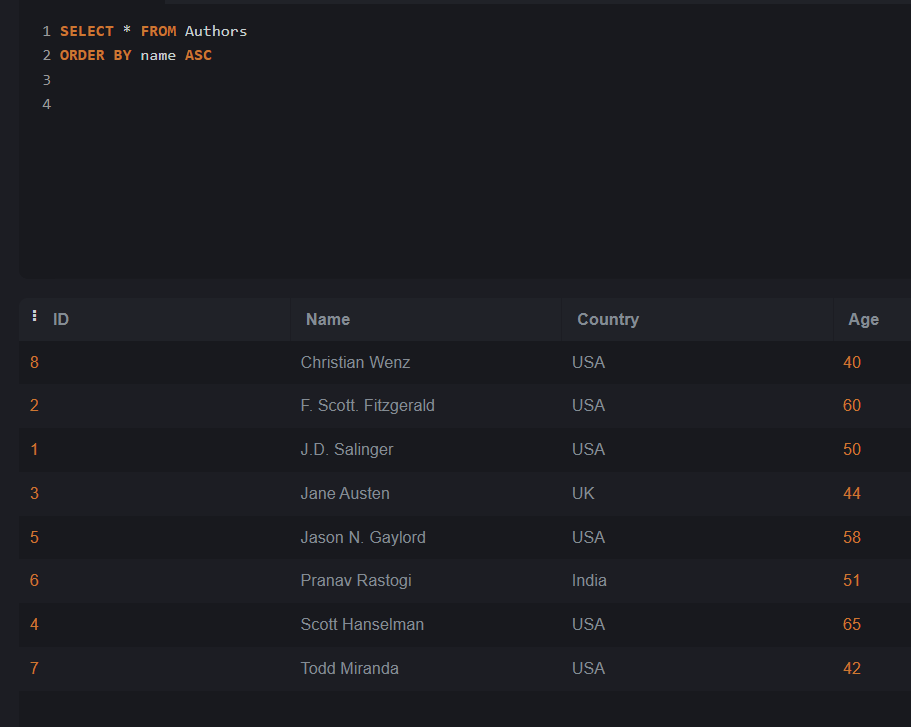 1 SELECT * FROM Authors
2 ORDER BY name ASC
3
4
ID Name Country Age
8 Christian Wenz USA 40
2 F. Scott. Fitzgerald USA 60
1 J.D. Salinger USA 50
3 Jane Austen UK 44
5 Jason N. Gaylord USA 58
6 Pranav Rastogi India 51
4 Scott Hanselman USA 65
7 Todd Miranda USA 42